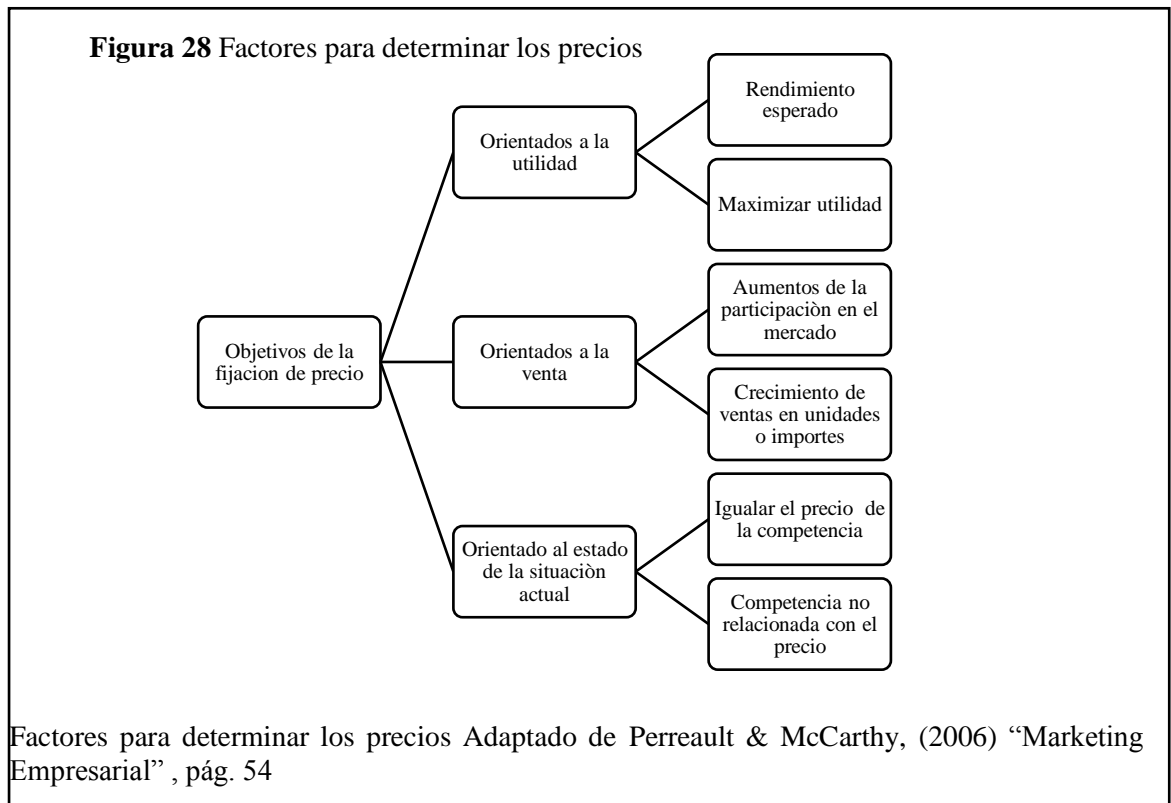 Figura 28 Factores para determinar los precios
Rendimiento
esperado
Orientados a la
utilidad
Maximizar utilidad
Aumentos de la
participaciòn en el
mercado
Objetivos de la
fijacion de precio
Orientados a la
venta
Crecimiento de
ventas en unidades
o importes
Igualar el precio de
la competencia
Orientado al estado
de la situaciòn
actual
Competencia no
relacionada con el
precio
Factores para determinar los precios Adaptado de Perreault & McCarthy, (2006) “Marketing
Empresarial” , pág. 54